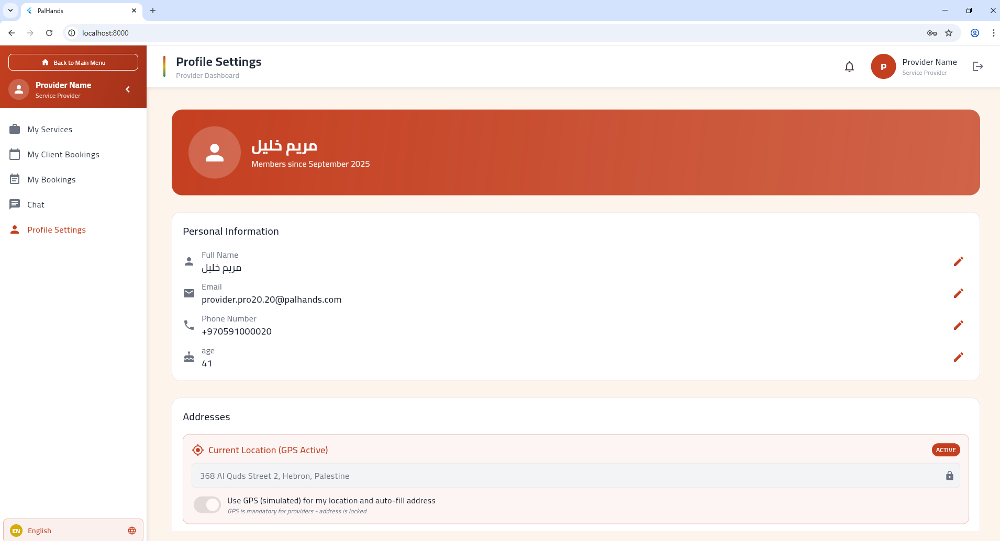 PalHands
localhost:8000
Back to Main Menu
Provider Name
Service Provider
My Services
My Client Bookings
My Bookings
Chat
Profile Settings
EN English
Profile Settings
Provider Dashboard
P
Provider Name
Service Provider
مريم خليل
Members since September 2025
Personal Information
Full Name
مريم خليل
Email
provider.pro20.20@palhands.com
Phone Number
+970591000020
age
41
Addresses
Current Location (GPS Active)
ACTIVE
368 Al Quds Street 2, Hebron, Palestine
Use GPS (simulated) for my location and auto-fill address
GPS is mandatory for providers - address is locked